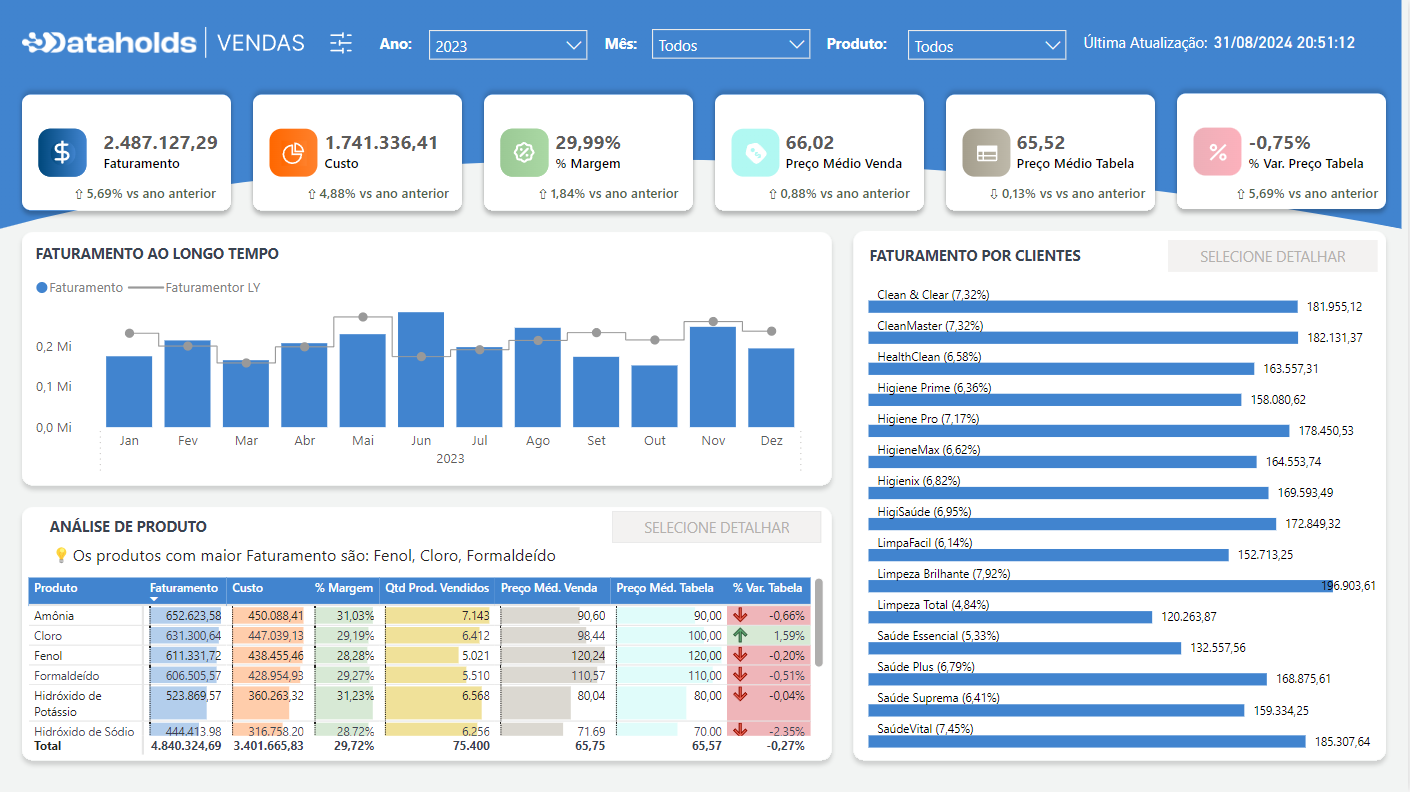 Dataholds | VENDAS
Ano: 2023
Mês: Todos
Produto: Todos
Última Atualização: 31/08/2024 20:51:12
2.487.127,29
Faturamento
⇧ 5,69% vs ano anterior
1.741.336,41
Custo
⇧ 4,88% vs ano anterior
29,99%
% Margem
⇧ 1,84% vs ano anterior
66,02
Preço Médio Venda
⇧ 0,88% vs ano anterior
65,52
Preço Médio Tabela
⇩ 0,13% vs vs ano anterior
-0,75%
% Var. Preço Tabela
⇧ 5,69% vs ano anterior
FATURAMENTO AO LONGO TEMPO
Faturamento Faturamentor LY
0,2 Mi
0,1 Mi
0,0 Mi
Jan Fev Mar Abr Mai Jun Jul Ago Set Out Nov Dez
2023
ANÁLISE DE PRODUTO
SELECIONE DETALHAR
💡 Os produtos com maior Faturamento são: Fenol, Cloro, Formaldeído
Produto Faturamento Custo % Margem Qtd Prod. Vendidos Preço Méd. Venda Preço Méd. Tabela % Var. Tabela
Amônia 652.623,58 450.088,41 31,03% 7.143 90,60 90,00 -0,66%
Cloro 631.300,64 447.039,13 29,19% 6.412 98,44 100,00 1,59%
Fenol 611.331,72 438.455,46 28,28% 5.021 120,24 120,00 -0,20%
Formaldeído 606.505,57 428.954,93 29,27% 5.510 110,57 110,00 -0,51%
Hidróxido de 523.869,57 360.263,32 31,23% 6.568 80,04 80,00 -0,04%
Potássio
Hidróxido de Sódio 444.413,98 316.758,20 28,72% 6.256 71,69 70,00 -2,35%
Total 4.840.324,69 3.401.665,83 29,72% 75.400 65,75 65,57 -0,27%
FATURAMENTO POR CLIENTES
SELECIONE DETALHAR
Clean & Clear (7,32%)
181.955,12
CleanMaster (7,32%)
182.131,37
HealthClean (6,58%)
163.557,31
Higiene Prime (6,36%)
158.080,62
Higiene Pro (7,17%)
178.450,53
HigieneMax (6,62%)
164.553,74
Higienix (6,82%)
169.593,49
HigiSaúde (6,95%)
172.849,32
LimpaFacil (6,14%)
152.713,25
Limpeza Brilhante (7,92%)
196.903,61
Limpeza Total (4,84%)
120.263,87
Saúde Essencial (5,33%)
132.557,56
Saúde Plus (6,79%)
168.875,61
Saúde Suprema (6,41%)
159.334,25
SaúdeVital (7,45%)
185.307,64